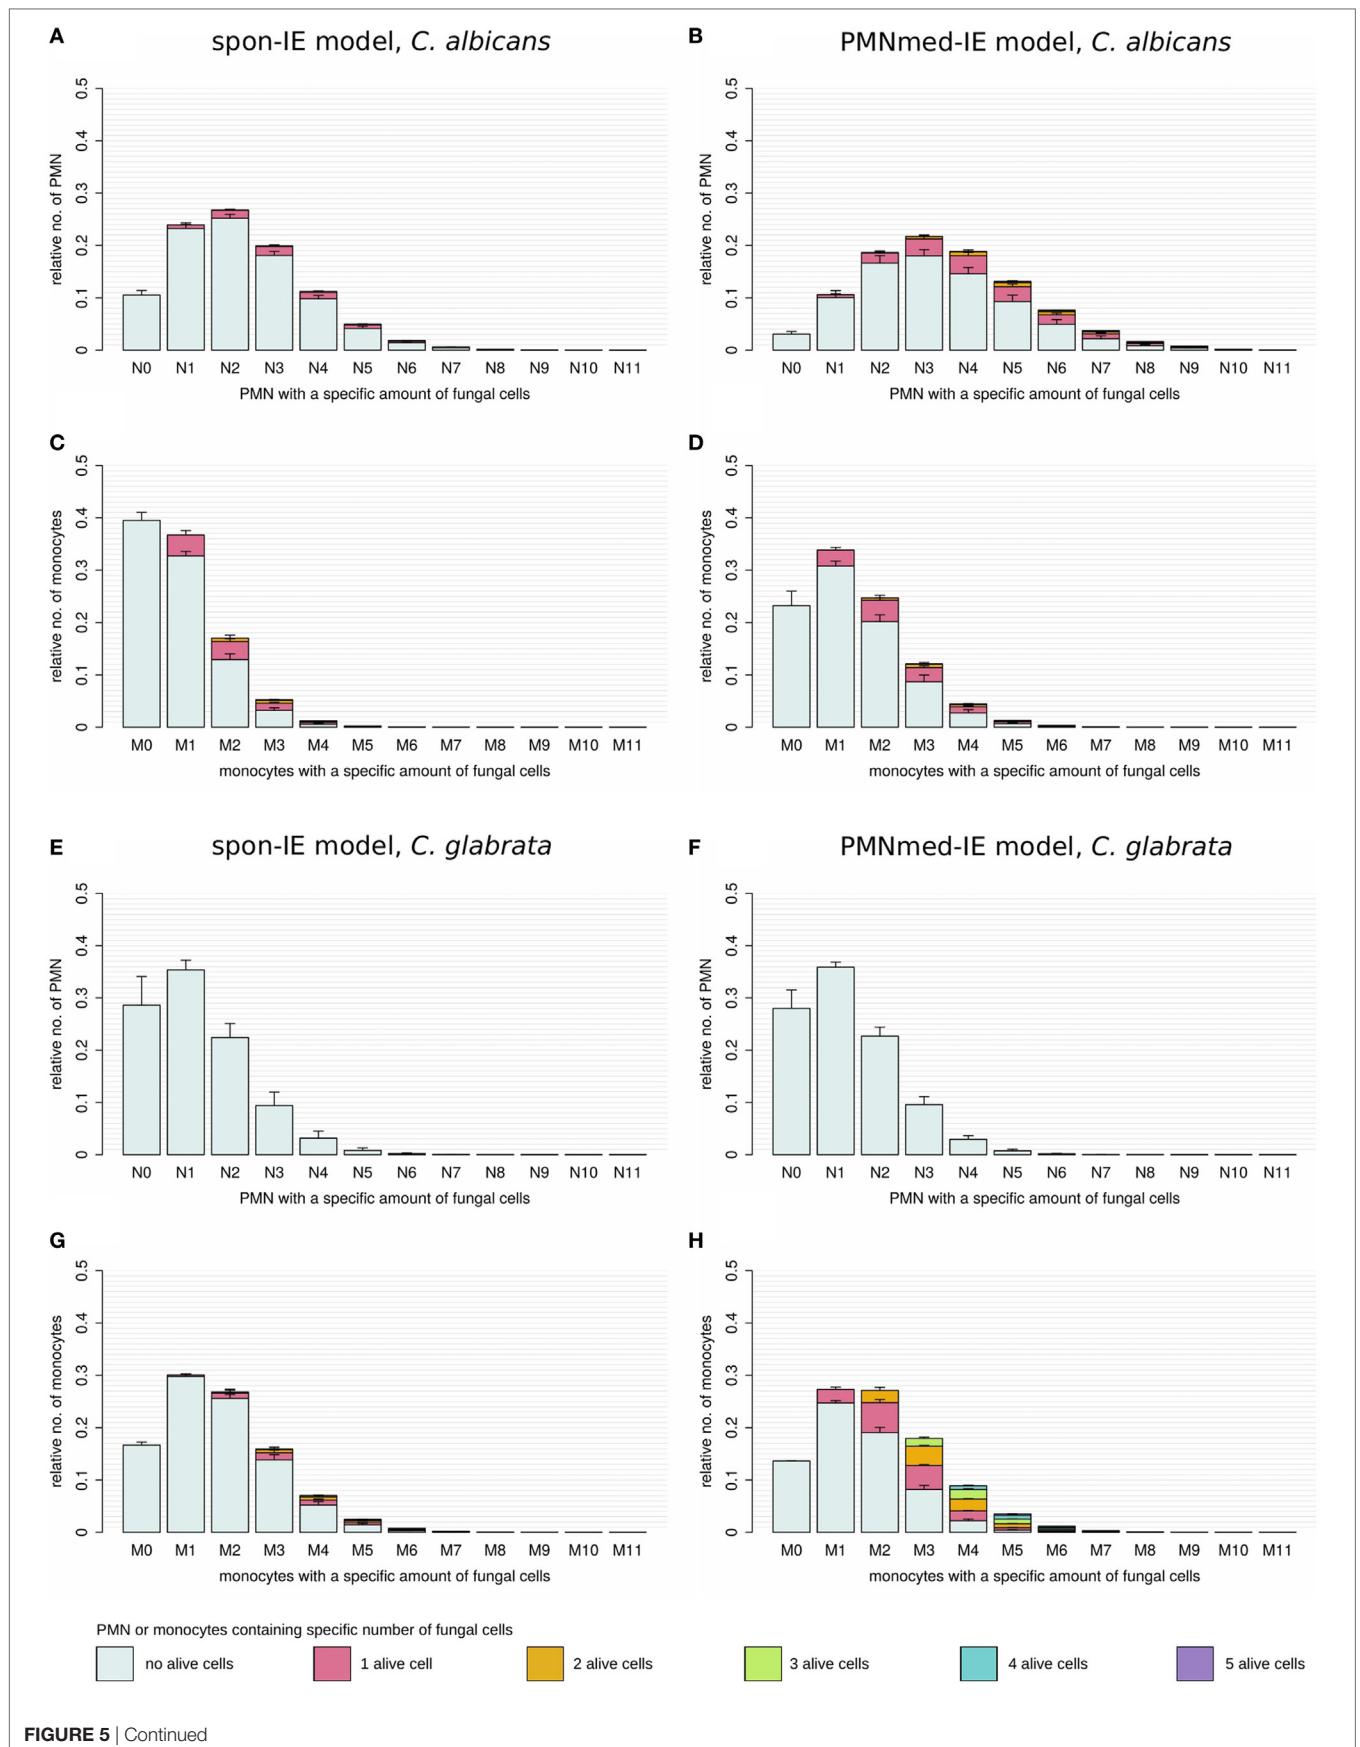 A
spon-IE model, C. albicans
relative no. of PMN
0 0.1 0.2 0.3 0.4 0.5
N0 N1 N2 N3 N4 N5 N6 N7 N8 N9 N10 N11
PMN with a specific amount of fungal cells
B
PMNmed-IE model, C. albicans
relative no. of PMN
0 0.1 0.2 0.3 0.4 0.5
N0 N1 N2 N3 N4 N5 N6 N7 N8 N9 N10 N11
PMN with a specific amount of fungal cells
C
relative no. of monocytes
0 0.1 0.2 0.3 0.4 0.5
M0 M1 M2 M3 M4 M5 M6 M7 M8 M9 M10 M11
monocytes with a specific amount of fungal cells
D
relative no. of monocytes
0 0.1 0.2 0.3 0.4 0.5
M0 M1 M2 M3 M4 M5 M6 M7 M8 M9 M10 M11
monocytes with a specific amount of fungal cells
E
spon-IE model, C. glabrata
relative no. of PMN
0 0.1 0.2 0.3 0.4 0.5
N0 N1 N2 N3 N4 N5 N6 N7 N8 N9 N10 N11
PMN with a specific amount of fungal cells
F
PMNmed-IE model, C. glabrata
relative no. of PMN
0 0.1 0.2 0.3 0.4 0.5
N0 N1 N2 N3 N4 N5 N6 N7 N8 N9 N10 N11
PMN with a specific amount of fungal cells
G
relative no. of monocytes
0 0.1 0.2 0.3 0.4 0.5
M0 M1 M2 M3 M4 M5 M6 M7 M8 M9 M10 M11
monocytes with a specific amount of fungal cells
H
relative no. of monocytes
0 0.1 0.2 0.3 0.4 0.5
M0 M1 M2 M3 M4 M5 M6 M7 M8 M9 M10 M11
monocytes with a specific amount of fungal cells
PMN or monocytes containing specific number of fungal cells
no alive cells 1 alive cell 2 alive cells 3 alive cells 4 alive cells 5 alive cells
FIGURE 5 | Continued